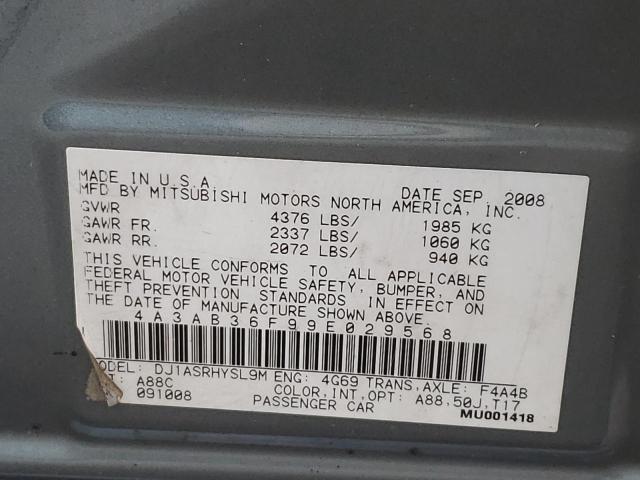 MADE IN U.S.A
MFD BY MITSUBISHI MOTORS NORTH AMERICA, INC.
DATE SEP. 2008
GVWR 4376 LBS/ 1985 KG
GAWR FR. 2337 LBS/ 1060 KG
GAWR RR. 2072 LBS/ 940 KG
THIS VEHICLE CONFORMS TO ALL APPLICABLE
FEDERAL MOTOR VEHICLE SAFETY, BUMPER, AND
THEFT PREVENTION STANDARDS IN EFFECT ON
THE DATE OF MANUFACTURE SHOWN ABOVE.
4A3AB36F99E029568
MODEL: DJ1ASRHYSL9M ENG: 4G69 TRANS,AXLE: F4A4B
A88C COLOR,INT,OPT: A88,50J,T17
091008 PASSENGER CAR
MU001418